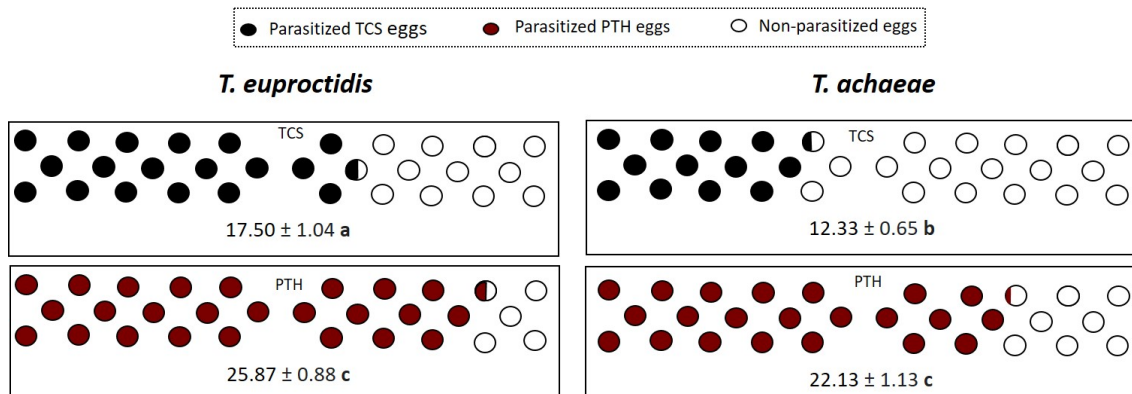 Parasitized TCS eggs Parasitized PTH eggs Non-parasitized eggs
T. euproctidis
TCS
17.50 ± 1.04 a
PTH
25.87 ± 0.88 c
T. achaeae
TCS
12.33 ± 0.65 b
PTH
22.13 ± 1.13 c